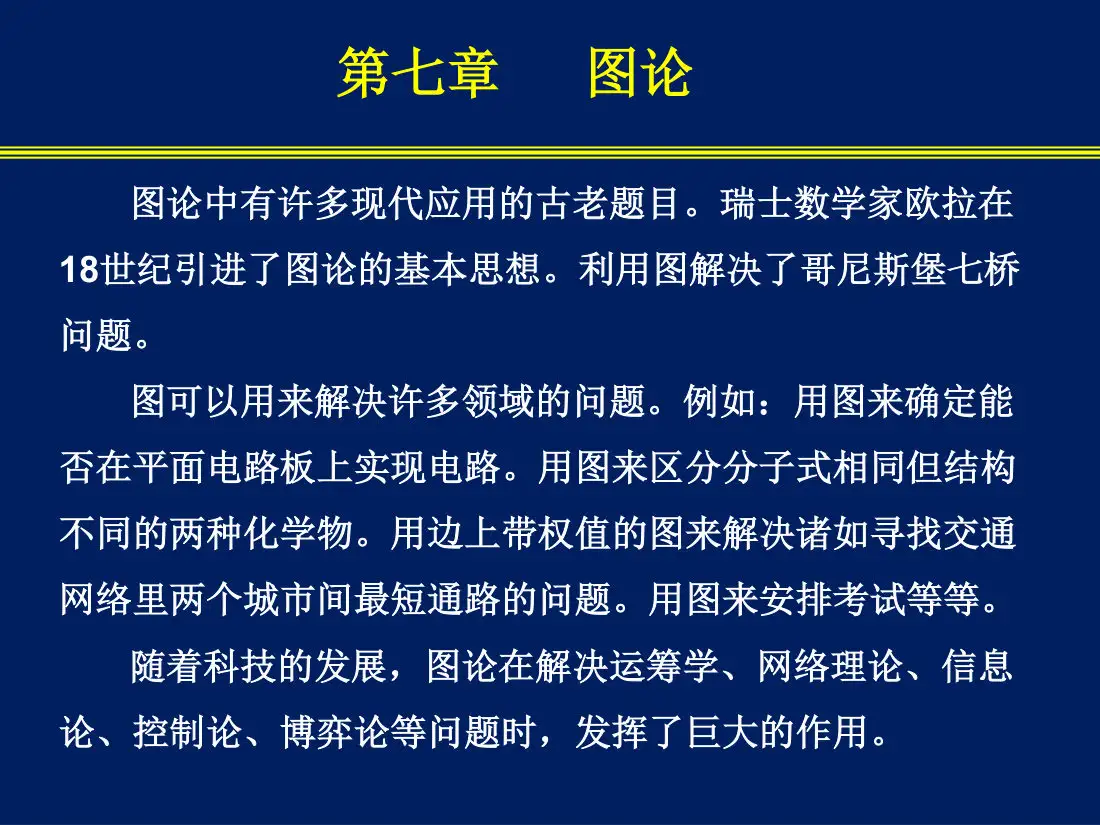 第七章 图论
图论中有许多现代应用的古老题目。瑞士数学家欧拉在
18世纪引进了图论的基本思想。利用图解决了哥尼斯堡七桥
问题。
图可以用来解决许多领域的问题。例如：用图来确定能
否在平面电路板上实现电路。用图来区分分子式相同但结构
不同的两种化学物。用边上带权值的图来解决诸如寻找交通
网络里两个城市间最短通路的问题。用图来安排考试等等。
随着科技的发展，图论在解决运筹学、网络理论、信息
论、控制论、博弈论等问题时，发挥了巨大的作用。